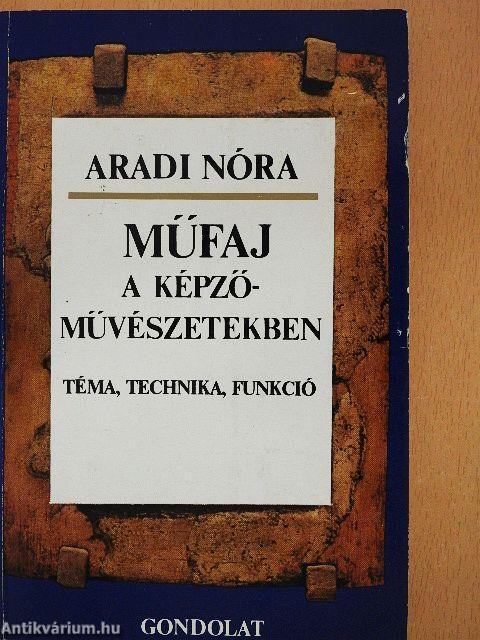 ARADI NÓRA
MŰFAJ
A KÉPZŐ-
MŰVÉSZETEKBEN
TÉMA, TECHNIKA, FUNKCIÓ
GONDOLAT
Antikvárium.hu